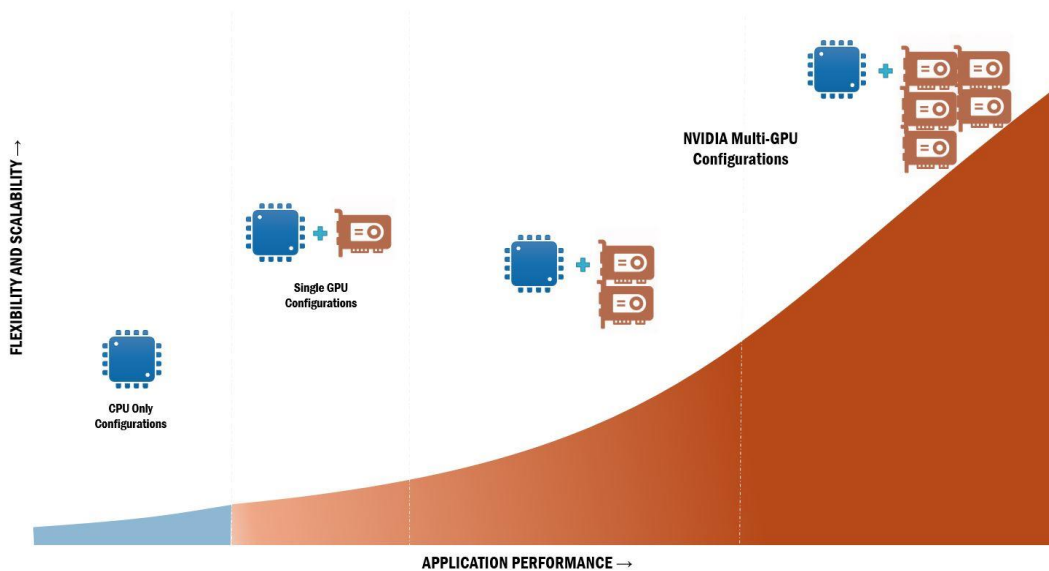 NVIDIA Multi-GPU
Configurations
Single GPU
Configurations
CPU Only
Configurations
FLEXIBILITY AND SCALABILITY →
APPLICATION PERFORMANCE →